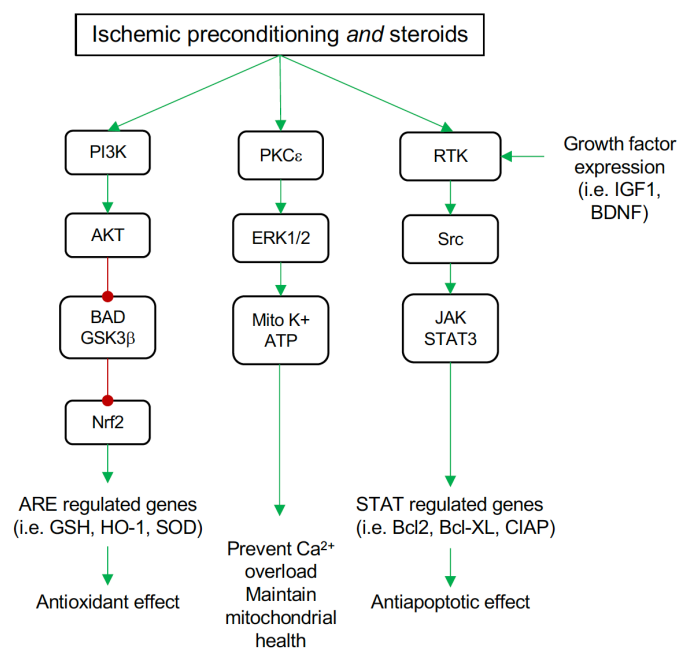 Ischemic preconditioning and steroids
PI3K
PKCε
RTK
Growth factor
expression
(i.e. IGF1,
BDNF)
AKT
ERK1/2
Src
BAD
GSK3β
Mito K+
ATP
JAK
STAT3
Nrf2
ARE regulated genes
(i.e. GSH, HO-1, SOD)
STAT regulated genes
(i.e. Bcl2, Bcl-XL, CIAP)
Prevent Ca²⁺
overload
Maintain
mitochondrial
health
Antioxidant effect
Antiapoptotic effect